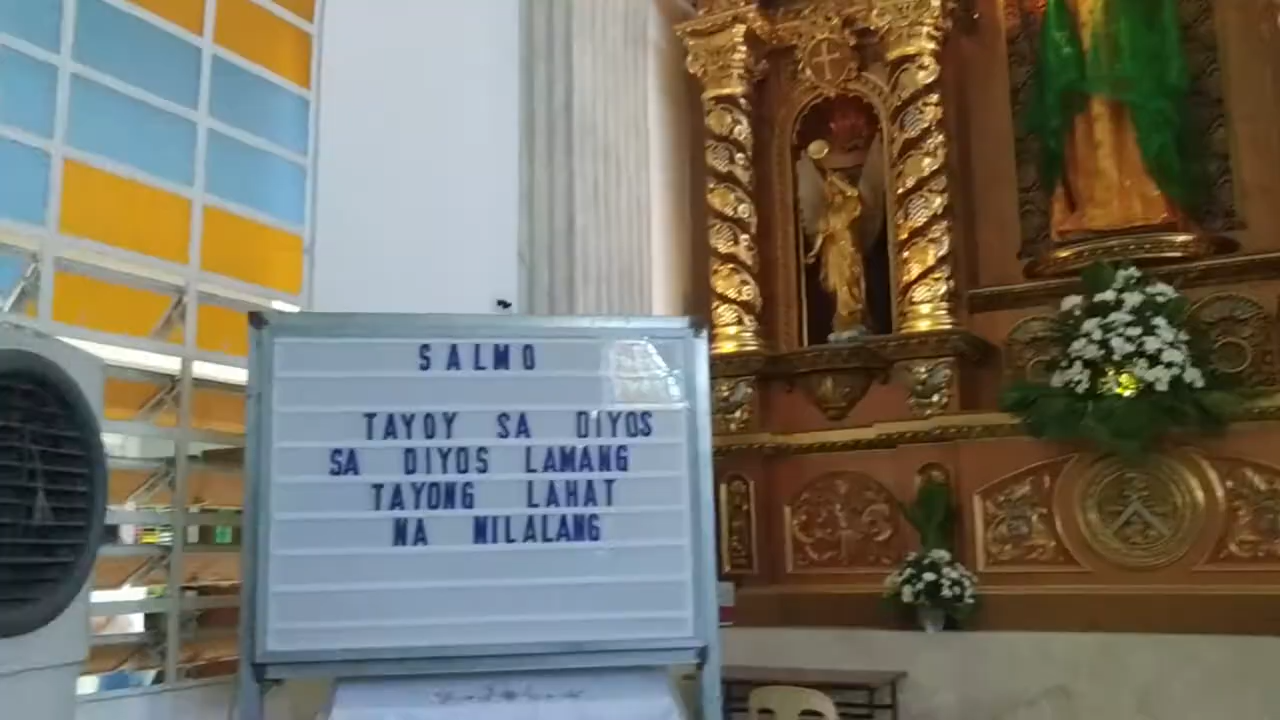 SALMO
TAYOY SA DIYOS
SA DIYOS LAMANG
TAYONG LAHAT
NA NILALANG